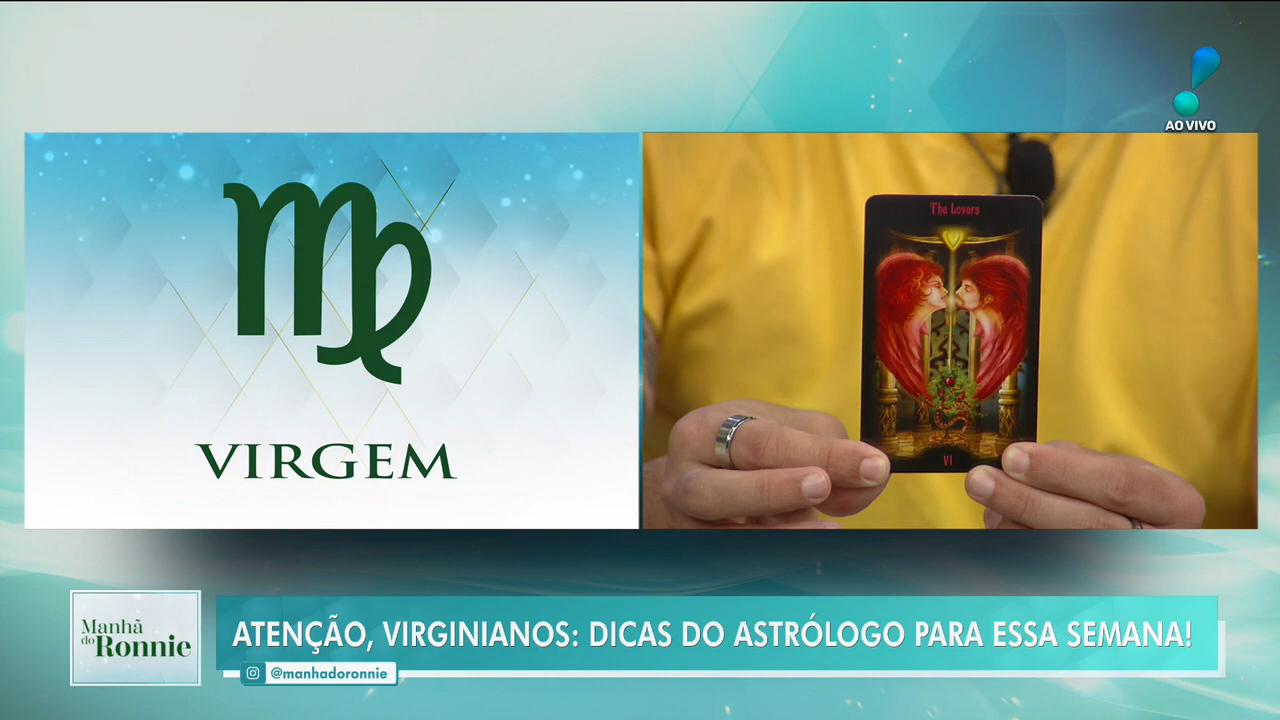 AO VIVO
VIRGEM
The Lovers
VI
Manhã
do Ronnie
ATENÇÃO, VIRGINIANOS: DICAS DO ASTRÓLOGO PARA ESSA SEMANA!
@manhadoronnie